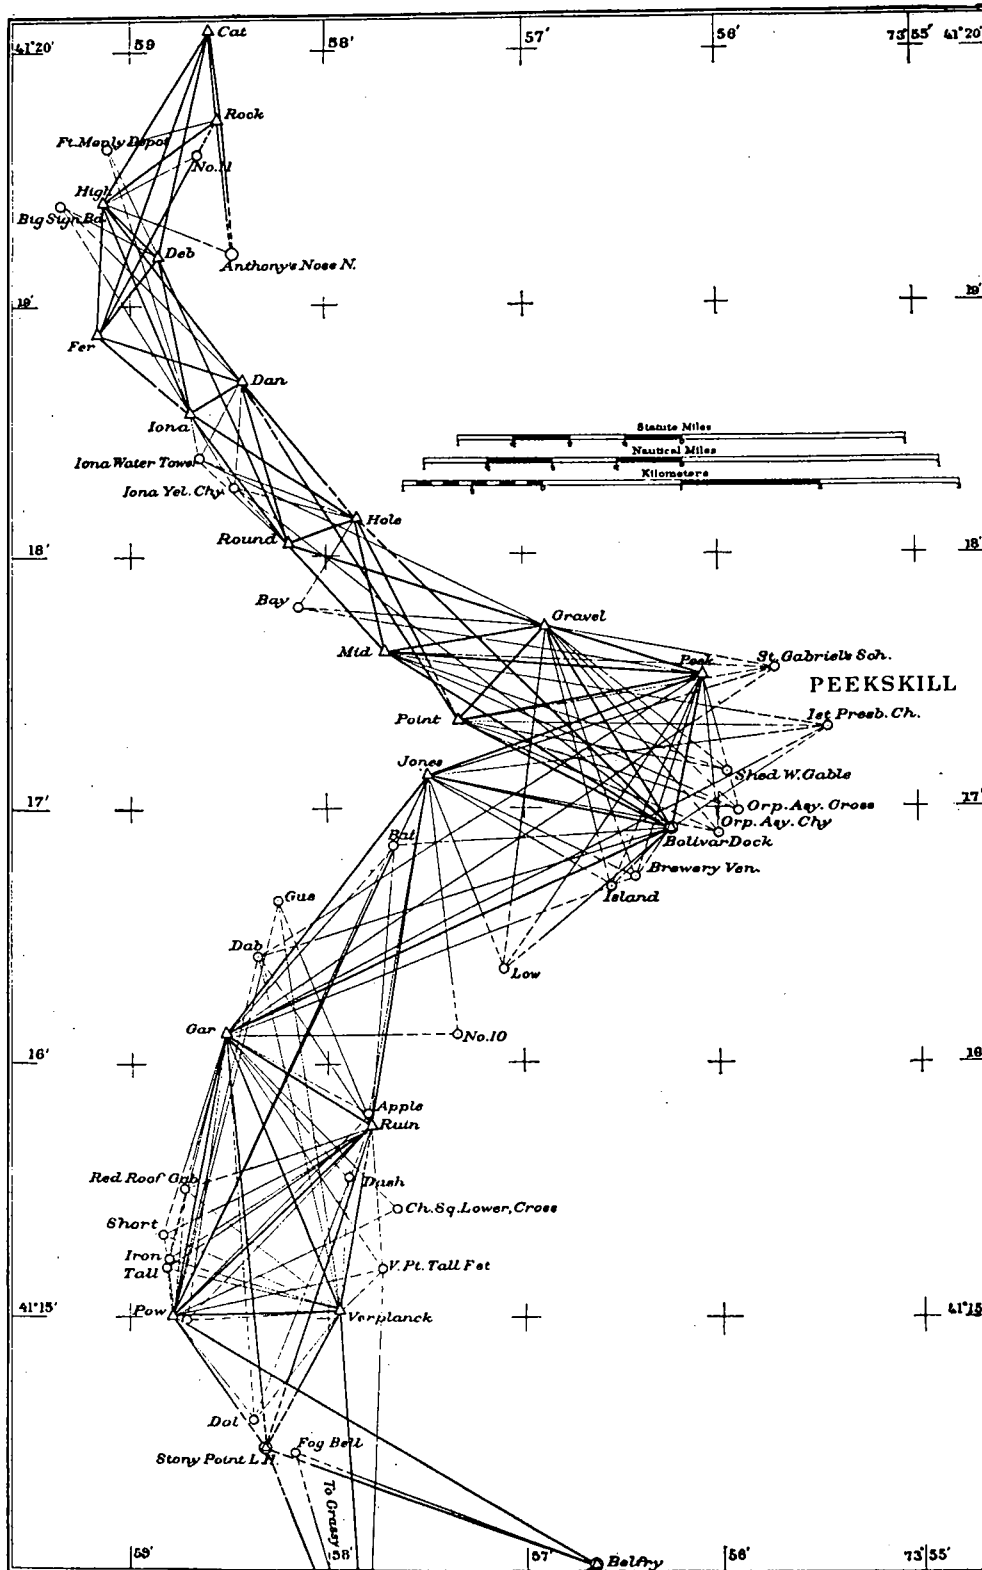 41°20' 59' 58' 57' 56' 73°55' 41°20'
Cat
Rock
Ft. Monly Depot
No. 11
High
Big Sign Bd.
Deb
Anthony's Nose N.
19' 19'
Fer
Dan
Iona
Statute Miles
Nautical Miles
Kilometers
Iona Water Tower
Iona Yel. Chy
Hole
Round
18' 18'
Bay
Gravel
Mid
Peek
St. Gabriel's Sch.
PEEKSKILL
Point
1st Presb. Ch.
Jones
Shed W. Gable
17' 17'
Orp. Asy. Cross
Orp. Asy. Chy
Bolivar Dock
Bat
Brewery Ven.
Island
Gus
Dab
Low
Gar
No. 10
16' 16'
Apple
Ruin
Red Roof Gab
Dush
Ch. Sq. Lower, Cross
Short
Iron
Tall
V. Pt. Tall Fst
41°15' 41°15'
Pow
Verplanck
Dol
Fog Bell
Stony Point L.H.
To Grassy
59' 58' 57' 56' 73°55'
Belfry